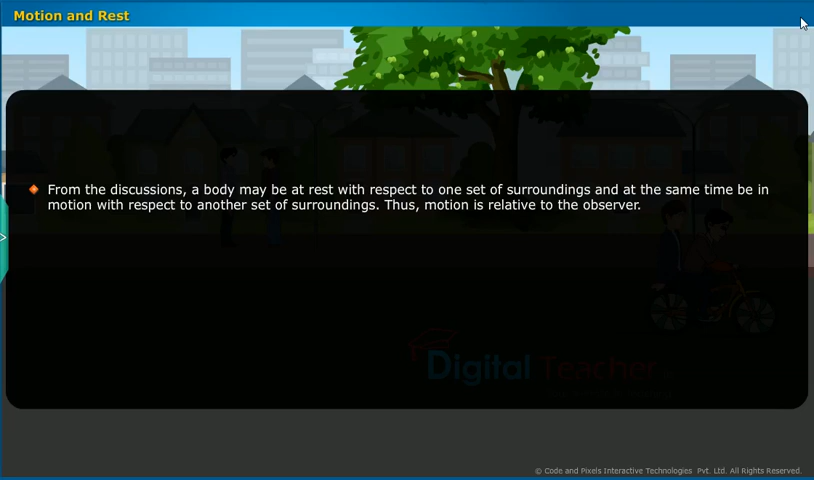 Motion and Rest
From the discussions, a body may be at rest with respect to one set of surroundings and at the same time be in
motion with respect to another set of surroundings. Thus, motion is relative to the observer.
Digital Teacher
© Code and Pixels Interactive Technologies Pvt. Ltd. All Rights Reserved.